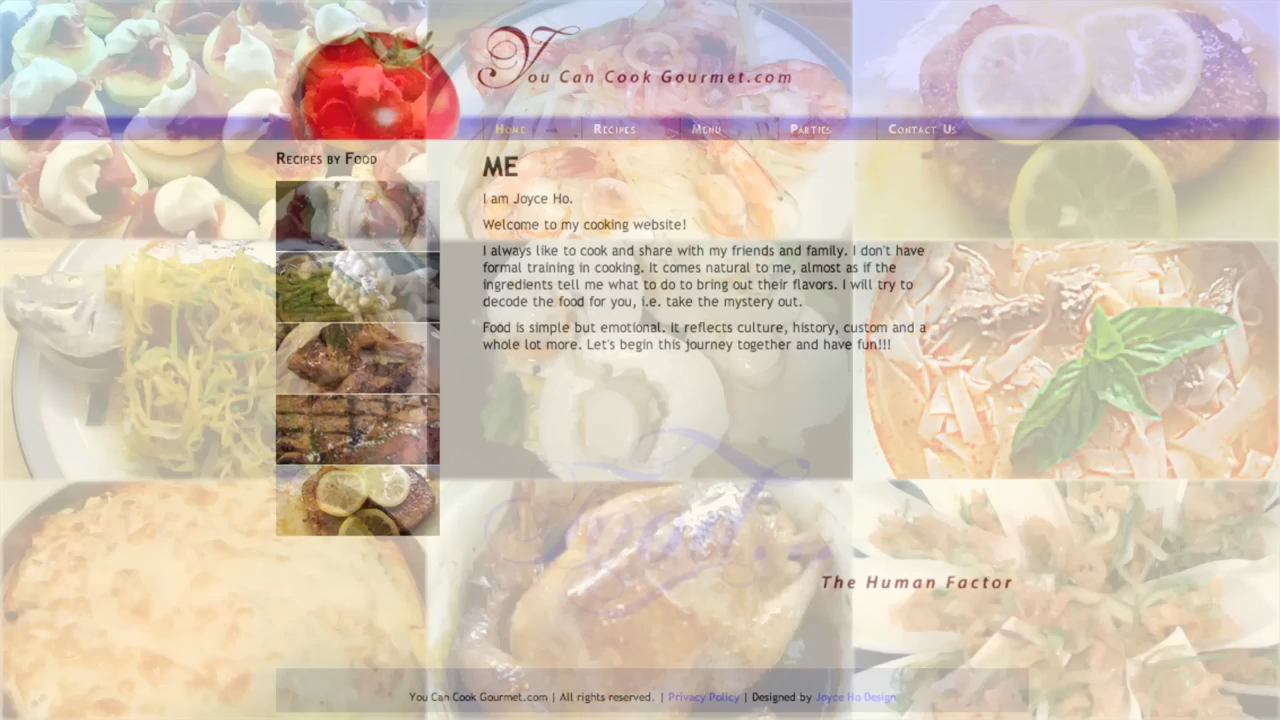 You Can Cook Gourmet.com
Home Recipes Menu Parties Contact Us
Recipes by Food
ME
I am Joyce Ho.
Welcome to my cooking website!
I always like to cook and share with my friends and family. I don't have
formal training in cooking. It comes natural to me, almost as if the
ingredients tell me what to do to bring out their flavors. I will try to
decode the food for you, i.e. take the mystery out.
Food is simple but emotional. It reflects culture, history, custom and a
whole lot more. Let's begin this journey together and have fun!!!
Food...
The Human Factor
You Can Cook Gourmet.com | All rights reserved. | Privacy Policy | Designed by Joyce Ho Design